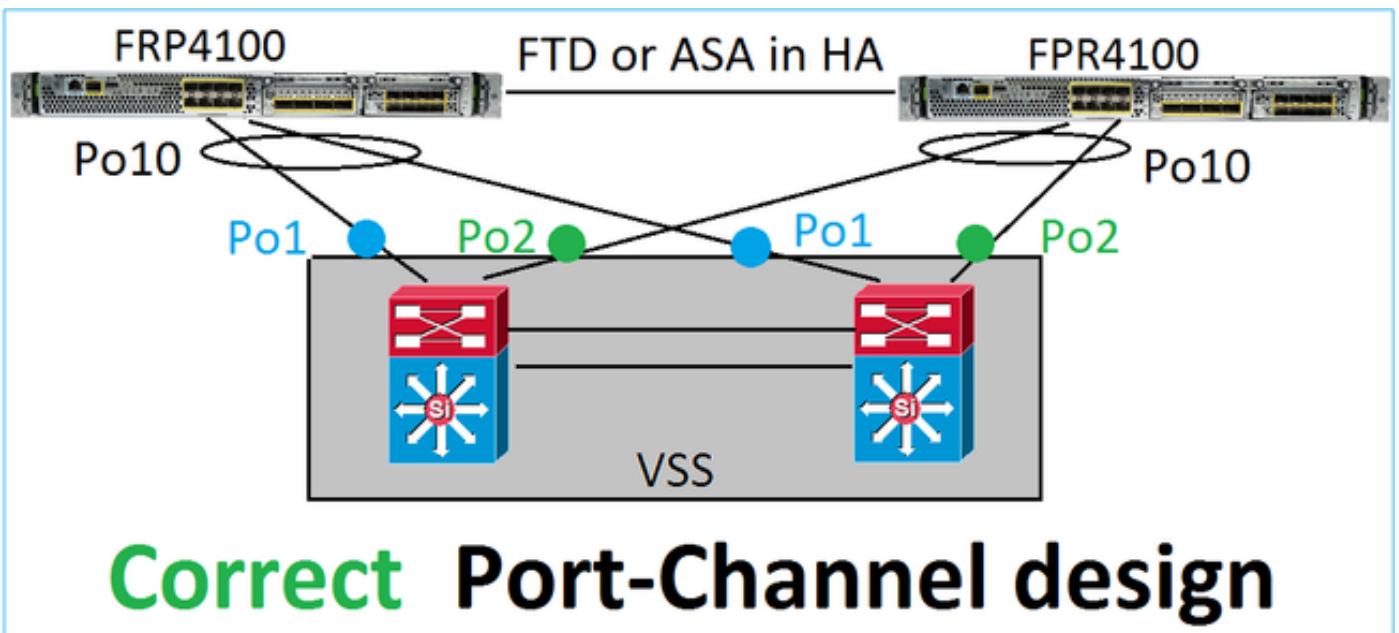 FRP4100
FTD or ASA in HA
FPR4100
Po10
Po10
Po1
Po2
Po1
Po2
Si
Si
VSS
Correct Port-Channel design